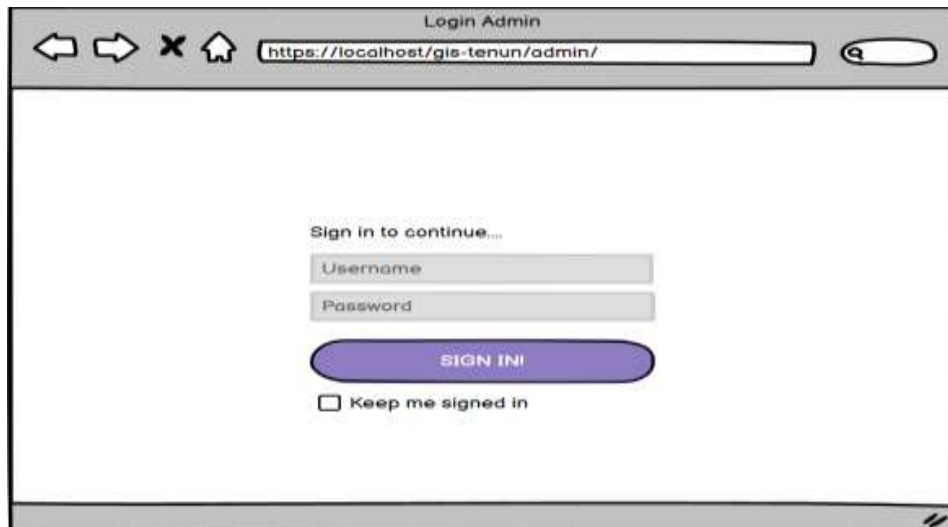 Login Admin
https://localhost/gis-tenun/admin/
Sign in to continue....
Username
Password
SIGN IN!
Keep me signed in